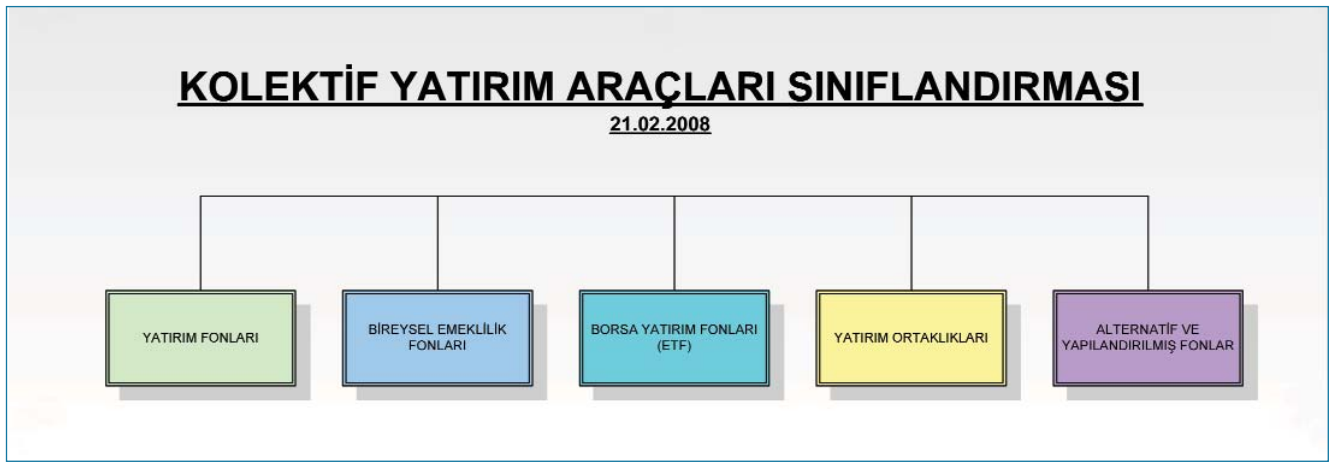 KOLEKTİF YATIRIM ARAÇLARI SINIFLANDIRMASI
21.02.2008
YATIRIM FONLARI
BİREYSEL EMEKLİLİK
FONLARI
BORSA YATIRIM FONLARI
(ETF)
YATIRIM ORTAKLIKLARI
ALTERNATİF VE
YAPILANDIRILMIŞ FONLAR